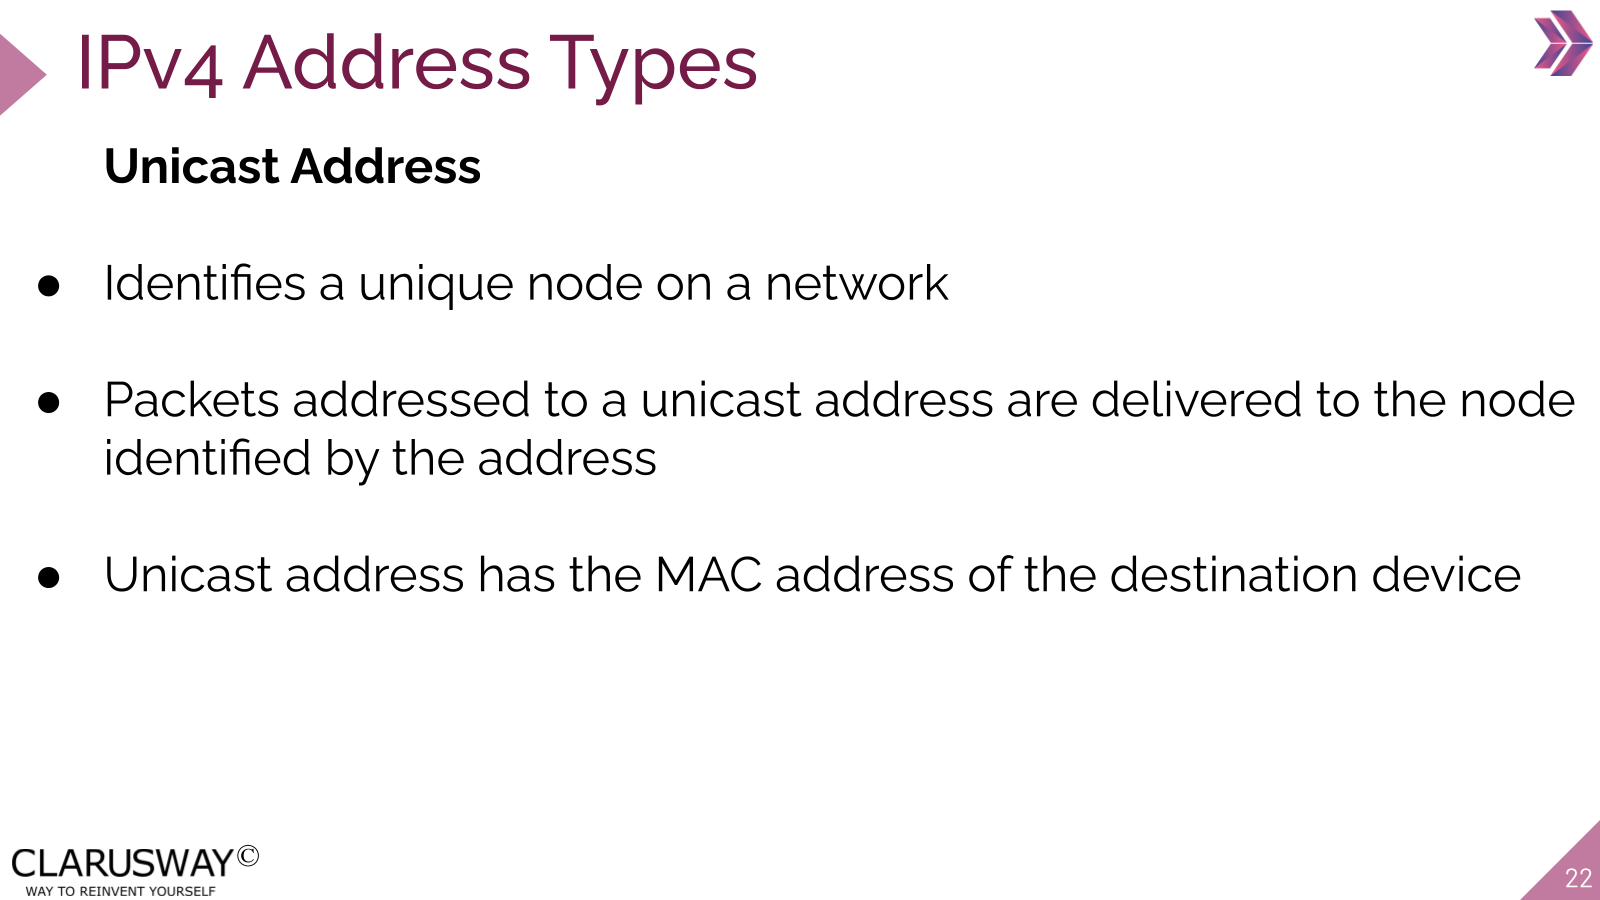 IPv4 Address Types
Unicast Address
● Identifies a unique node on a network
● Packets addressed to a unicast address are delivered to the node
identified by the address
● Unicast address has the MAC address of the destination device
CLARUSWAY©
WAY TO REINVENT YOURSELF
22